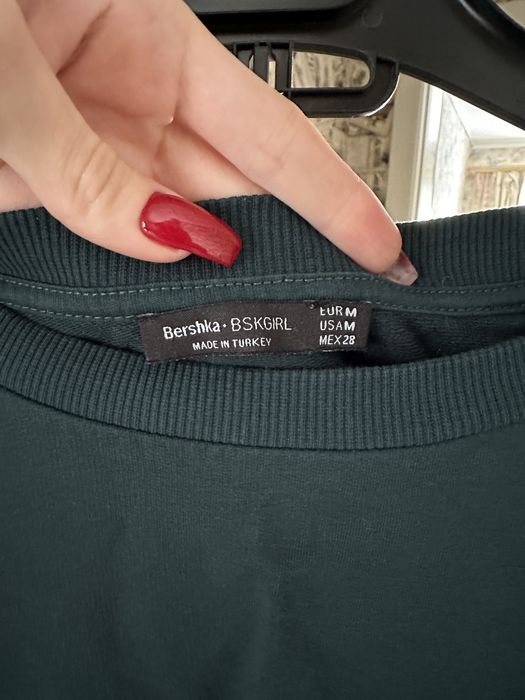 Bershka • BSKGIRL
MADE IN TURKEY
EUR M
USA M
MEX 28